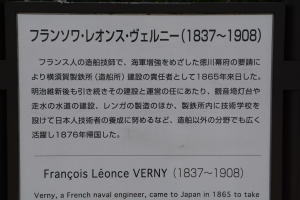 フランソワ・レオンス・ヴェルニー(1837〜1908)
フランス人の造船技師で、海軍増強をめざした徳川幕府の要請
により横須賀製鉄所(造船所)建設の責任者として1865年来日した。
明治維新後も引き続きその建設と運営の任にあたり、観音埼灯台や
走水の水道の建設、レンガの製造のほか、製鉄所内に技術学校を
設けて日本人技術者の養成に努めるなど、造船以外の分野でも広く
活躍し1876年帰国した。
François Léonce VERNY (1837〜1908)
Verny, a French naval engineer, came to Japan in 1865 to take